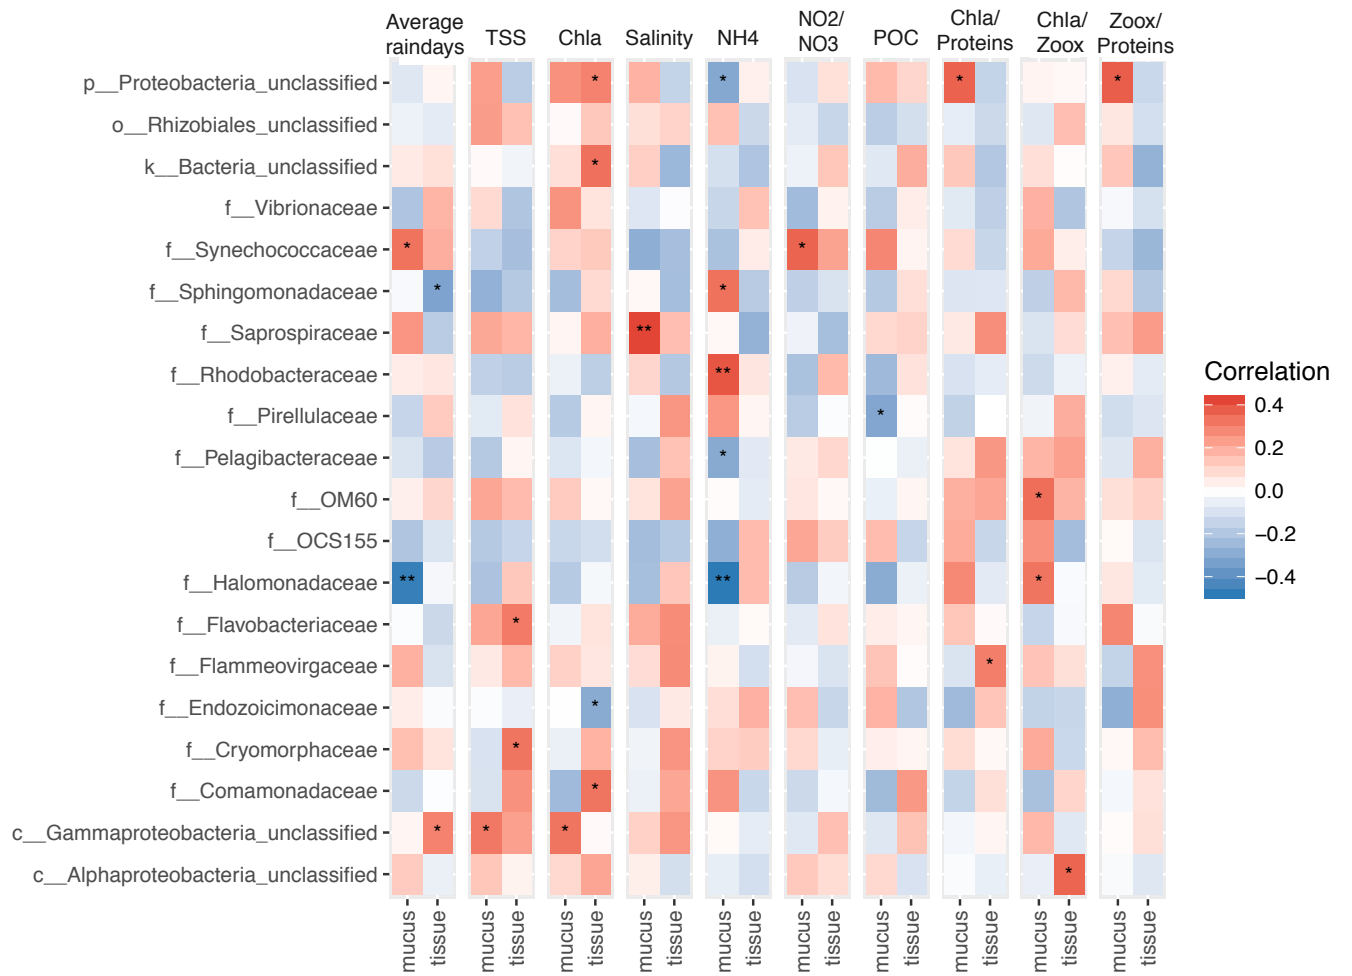 Average raindays
TSS
Chla
Salinity
NH4
NO2/ NO3
POC
Chla/ Proteins
Chla/ Zoox
Zoox/ Proteins
p__Proteobacteria_unclassified
* * * *
o__Rhizobiales_unclassified
k__Bacteria_unclassified
*
f__Vibrionaceae
f__Synechococcaceae
* *
f__Sphingomonadaceae
* *
f__Saprospiraceae
**
f__Rhodobacteraceae
**
f__Pirellulaceae
*
f__Pelagibacteraceae
*
f__OM60
*
f__OCS155
f__Halomonadaceae
** ** *
f__Flavobacteriaceae
*
f__Flammeovirgaceae
*
f__Endozoicimonaceae
*
f__Cryomorphaceae
*
f__Comamonadaceae
*
c__Gammaproteobacteria_unclassified
* * *
c__Alphaproteobacteria_unclassified
*
mucus tissue mucus tissue mucus tissue mucus tissue mucus tissue mucus tissue mucus tissue mucus tissue mucus tissue mucus tissue
Correlation
0.4
0.2
0.0
−0.2
−0.4